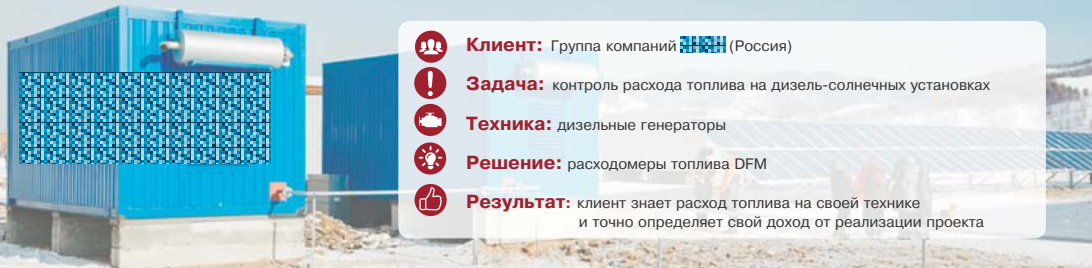 Клиент: Группа компаний (Россия)
Задача: контроль расхода топлива на дизель-солнечных установках
Техника: дизельные генераторы
Решение: расходомеры топлива DFM
Результат: клиент знает расход топлива на своей технике
и точно определяет свой доход от реализации проекта